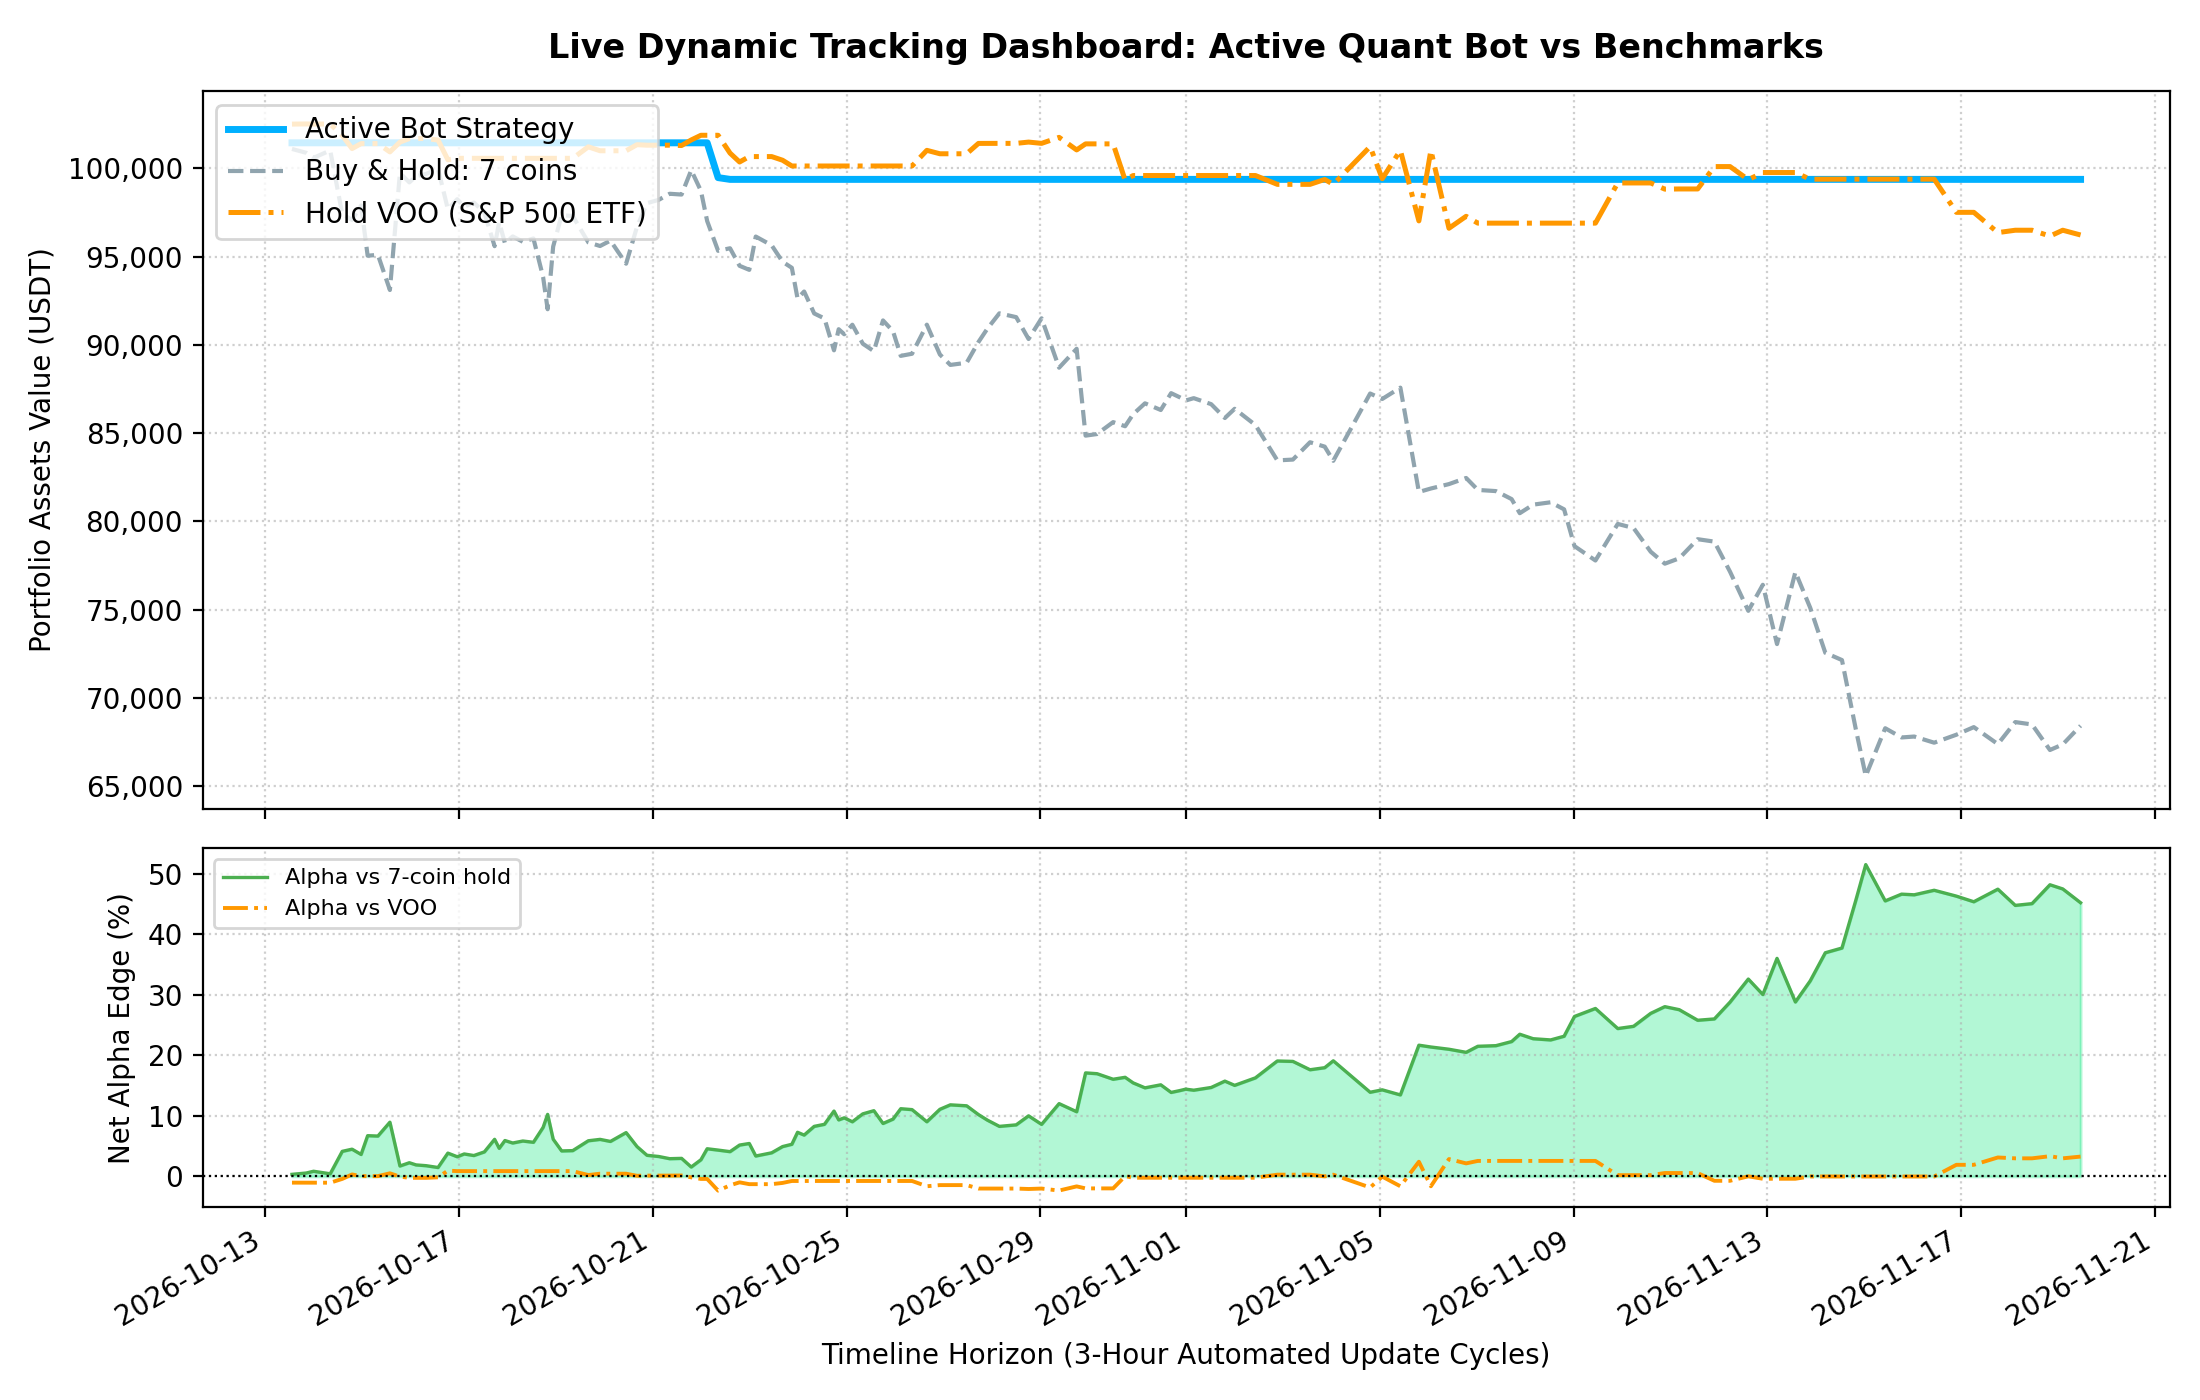 Live Dynamic Tracking Dashboard: Active Quant Bot vs Benchmarks
Active Bot Strategy
Buy & Hold: 7 coins
Hold VOO (S&P 500 ETF)
Portfolio Assets Value (USDT)
100,000
95,000
90,000
85,000
80,000
75,000
70,000
65,000
Alpha vs 7-coin hold
Alpha vs VOO
Net Alpha Edge (%)
50
40
30
20
10
0
2026-10-13
2026-10-17
2026-10-21
2026-10-25
2026-10-29
2026-11-01
2026-11-05
2026-11-09
2026-11-13
2026-11-17
2026-11-21
Timeline Horizon (3-Hour Automated Update Cycles)